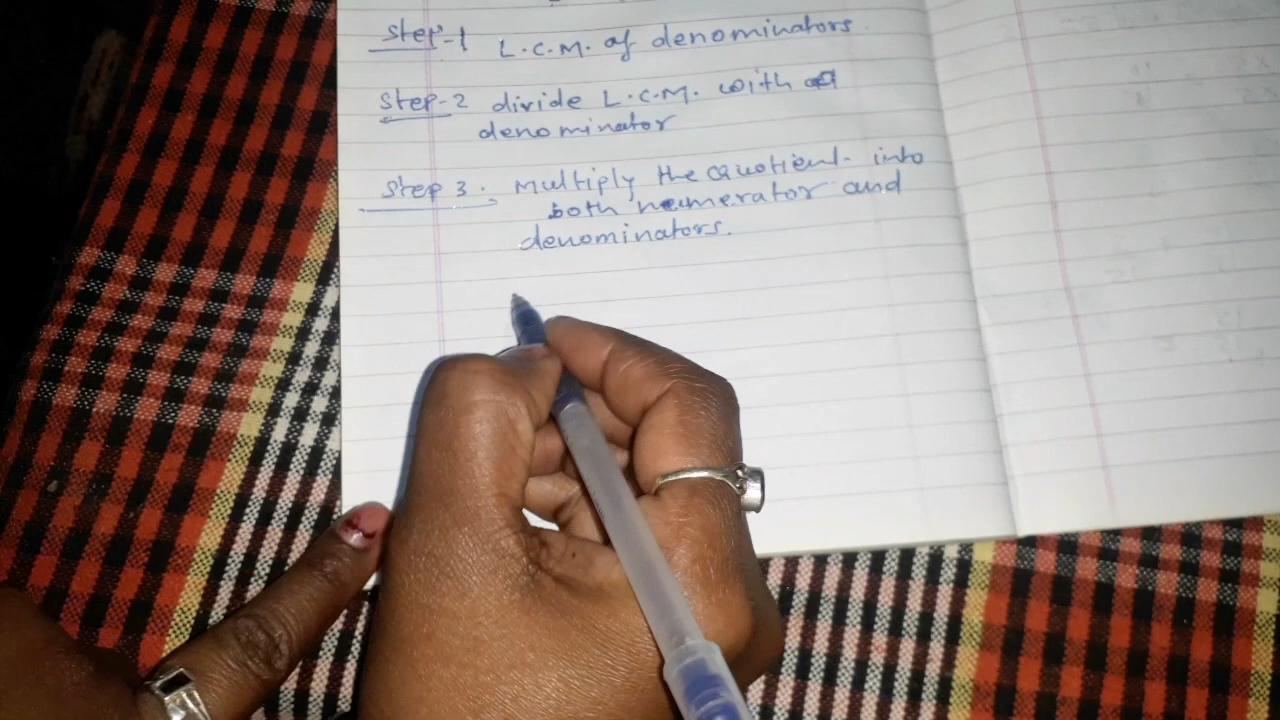 Step-1 L.C.M. of denominators
Step-2 divide L.C.M. with
denominator
Step 3. Multiply the quotient into
both numerator and
denominators.